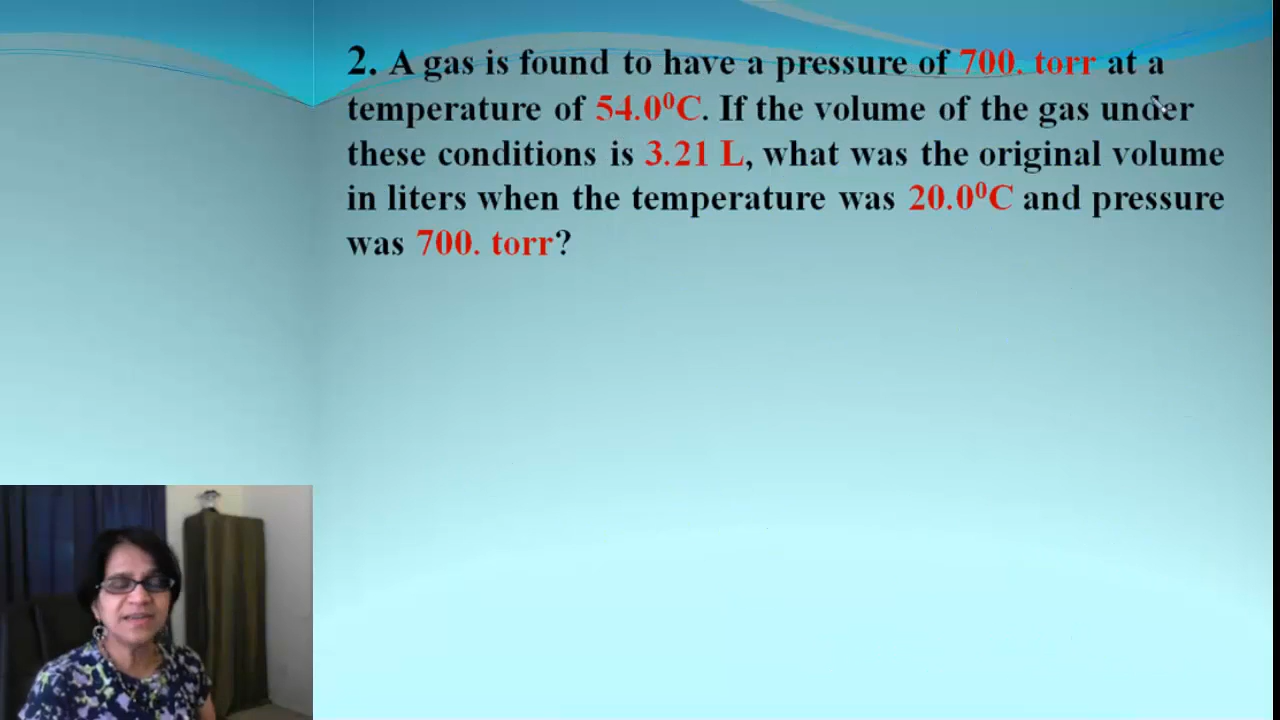 2. A gas is found to have a pressure of 700. torr at a
temperature of 54.0⁰C. If the volume of the gas under
these conditions is 3.21 L, what was the original volume
in liters when the temperature was 20.0⁰C and pressure
was 700. torr?